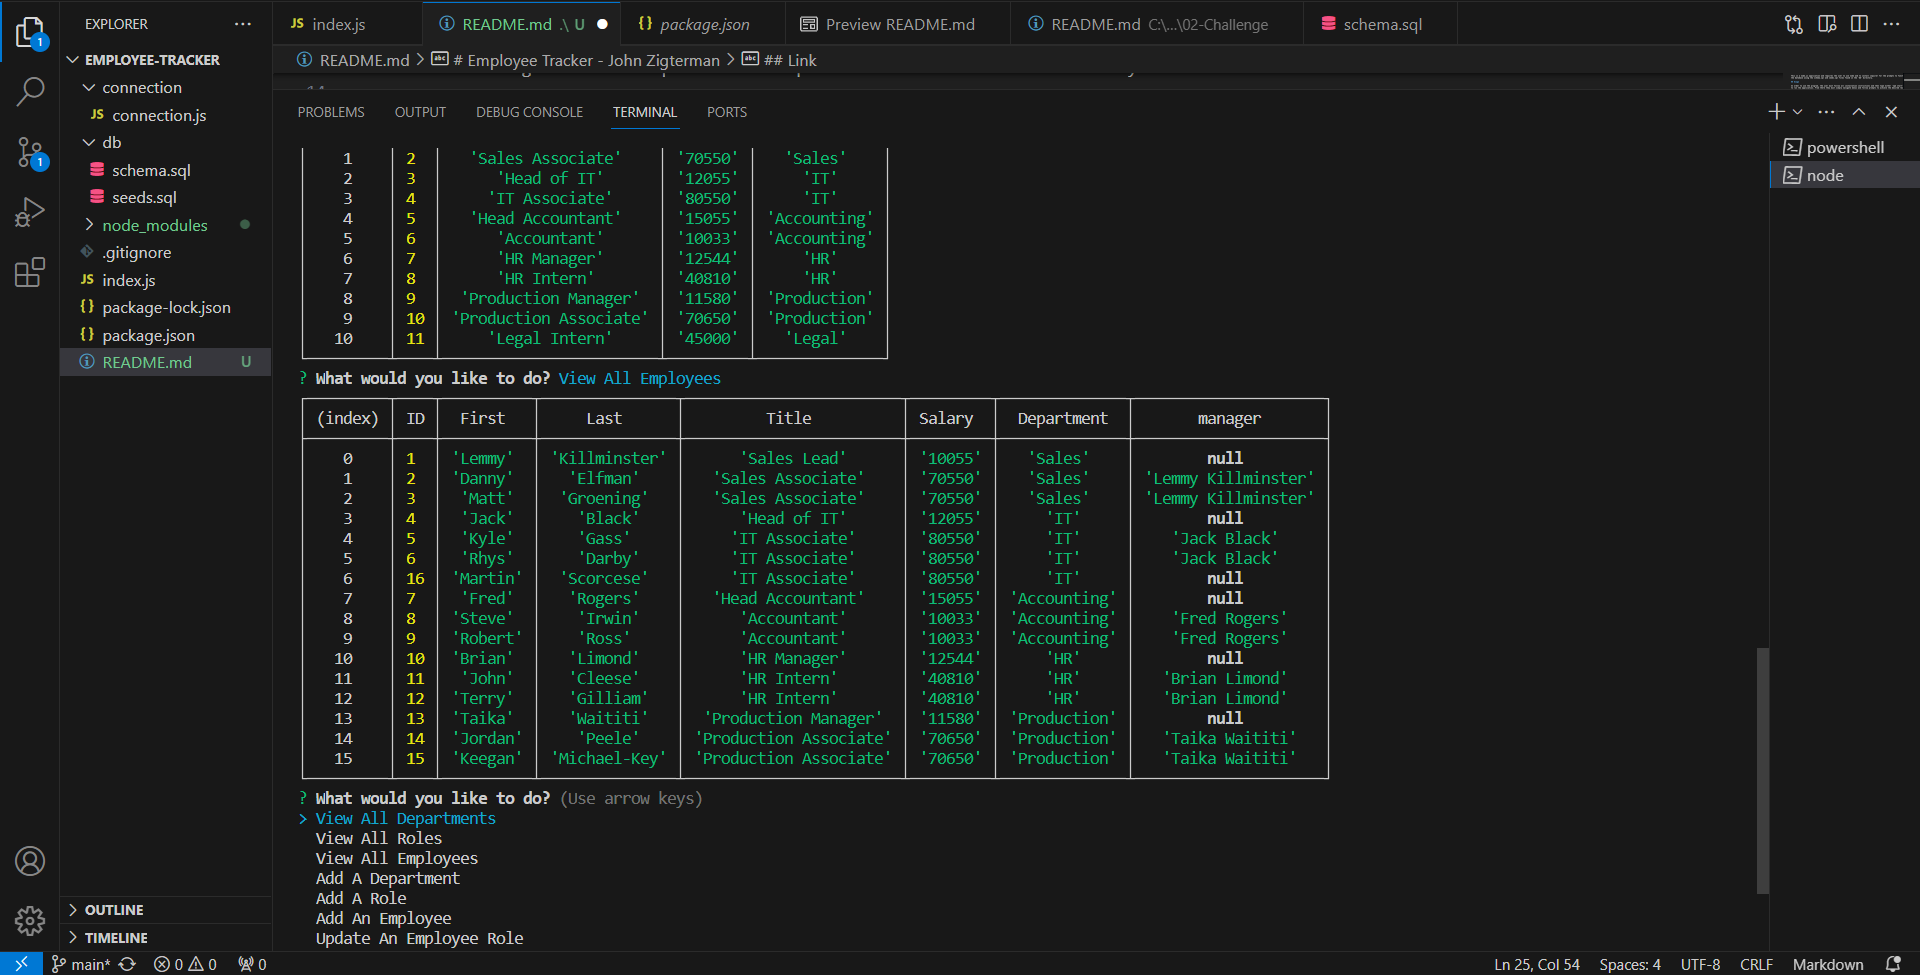 EXPLORER ···
JS index.js
README.md .\ U
{} package.json
Preview README.md
README.md C:\...\02-Challenge
schema.sql
EMPLOYEE-TRACKER
connection
JS connection.js
db
schema.sql
seeds.sql
node_modules
.gitignore
JS index.js
{} package-lock.json
{} package.json
README.md U
OUTLINE
TIMELINE
1
1
README.md > # Employee Tracker - John Zigterman > ## Link
14
PROBLEMS OUTPUT DEBUG CONSOLE TERMINAL PORTS
powershell
node
1 2 'Sales Associate' '70550' 'Sales'
2 3 'Head of IT' '12055' 'IT'
3 4 'IT Associate' '80550' 'IT'
4 5 'Head Accountant' '15055' 'Accounting'
5 6 'Accountant' '10033' 'Accounting'
6 7 'HR Manager' '12544' 'HR'
7 8 'HR Intern' '40810' 'HR'
8 9 'Production Manager' '11580' 'Production'
9 10 'Production Associate' '70650' 'Production'
10 11 'Legal Intern' '45000' 'Legal'
? What would you like to do? View All Employees
(index) ID First Last Title Salary Department manager
0 1 'Lemmy' 'Killminster' 'Sales Lead' '10055' 'Sales' null
1 2 'Danny' 'Elfman' 'Sales Associate' '70550' 'Sales' 'Lemmy Killminster'
2 3 'Matt' 'Groening' 'Sales Associate' '70550' 'Sales' 'Lemmy Killminster'
3 4 'Jack' 'Black' 'Head of IT' '12055' 'IT' null
4 5 'Kyle' 'Gass' 'IT Associate' '80550' 'IT' 'Jack Black'
5 6 'Rhys' 'Darby' 'IT Associate' '80550' 'IT' 'Jack Black'
6 16 'Martin' 'Scorcese' 'IT Associate' '80550' 'IT' null
7 7 'Fred' 'Rogers' 'Head Accountant' '15055' 'Accounting' null
8 8 'Steve' 'Irwin' 'Accountant' '10033' 'Accounting' 'Fred Rogers'
9 9 'Robert' 'Ross' 'Accountant' '10033' 'Accounting' 'Fred Rogers'
10 10 'Brian' 'Limond' 'HR Manager' '12544' 'HR' null
11 11 'John' 'Cleese' 'HR Intern' '40810' 'HR' 'Brian Limond'
12 12 'Terry' 'Gilliam' 'HR Intern' '40810' 'HR' 'Brian Limond'
13 13 'Taika' 'Waititi' 'Production Manager' '11580' 'Production' null
14 14 'Jordan' 'Peele' 'Production Associate' '70650' 'Production' 'Taika Waititi'
15 15 'Keegan' 'Michael-Key' 'Production Associate' '70650' 'Production' 'Taika Waititi'
? What would you like to do? (Use arrow keys)
> View All Departments
View All Roles
View All Employees
Add A Department
Add A Role
Add An Employee
Update An Employee Role
main* 0 0 0 Ln 25, Col 54 Spaces: 4 UTF-8 CRLF Markdown